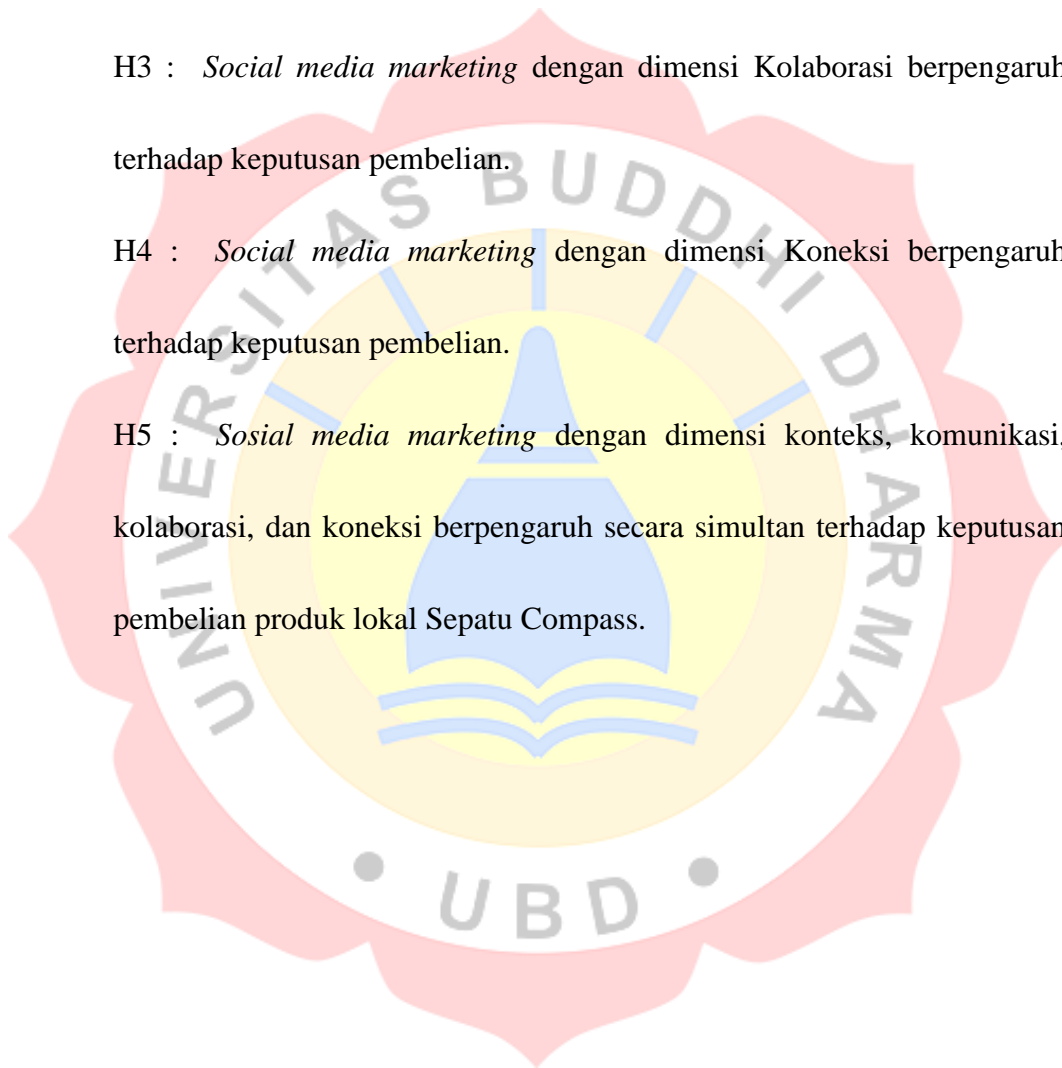 H3 : Social media marketing dengan dimensi Kolaborasi berpengaruh
terhadap keputusan pembelian.
H4 : Social media marketing dengan dimensi Koneksi berpengaruh
terhadap keputusan pembelian.
H5 : Sosial media marketing dengan dimensi konteks, komunikasi,
kolaborasi, dan koneksi berpengaruh secara simultan terhadap keputusan
pembelian produk lokal Sepatu Compass.
UNIVERSITAS BUDDHI DHARMA
• UBD •